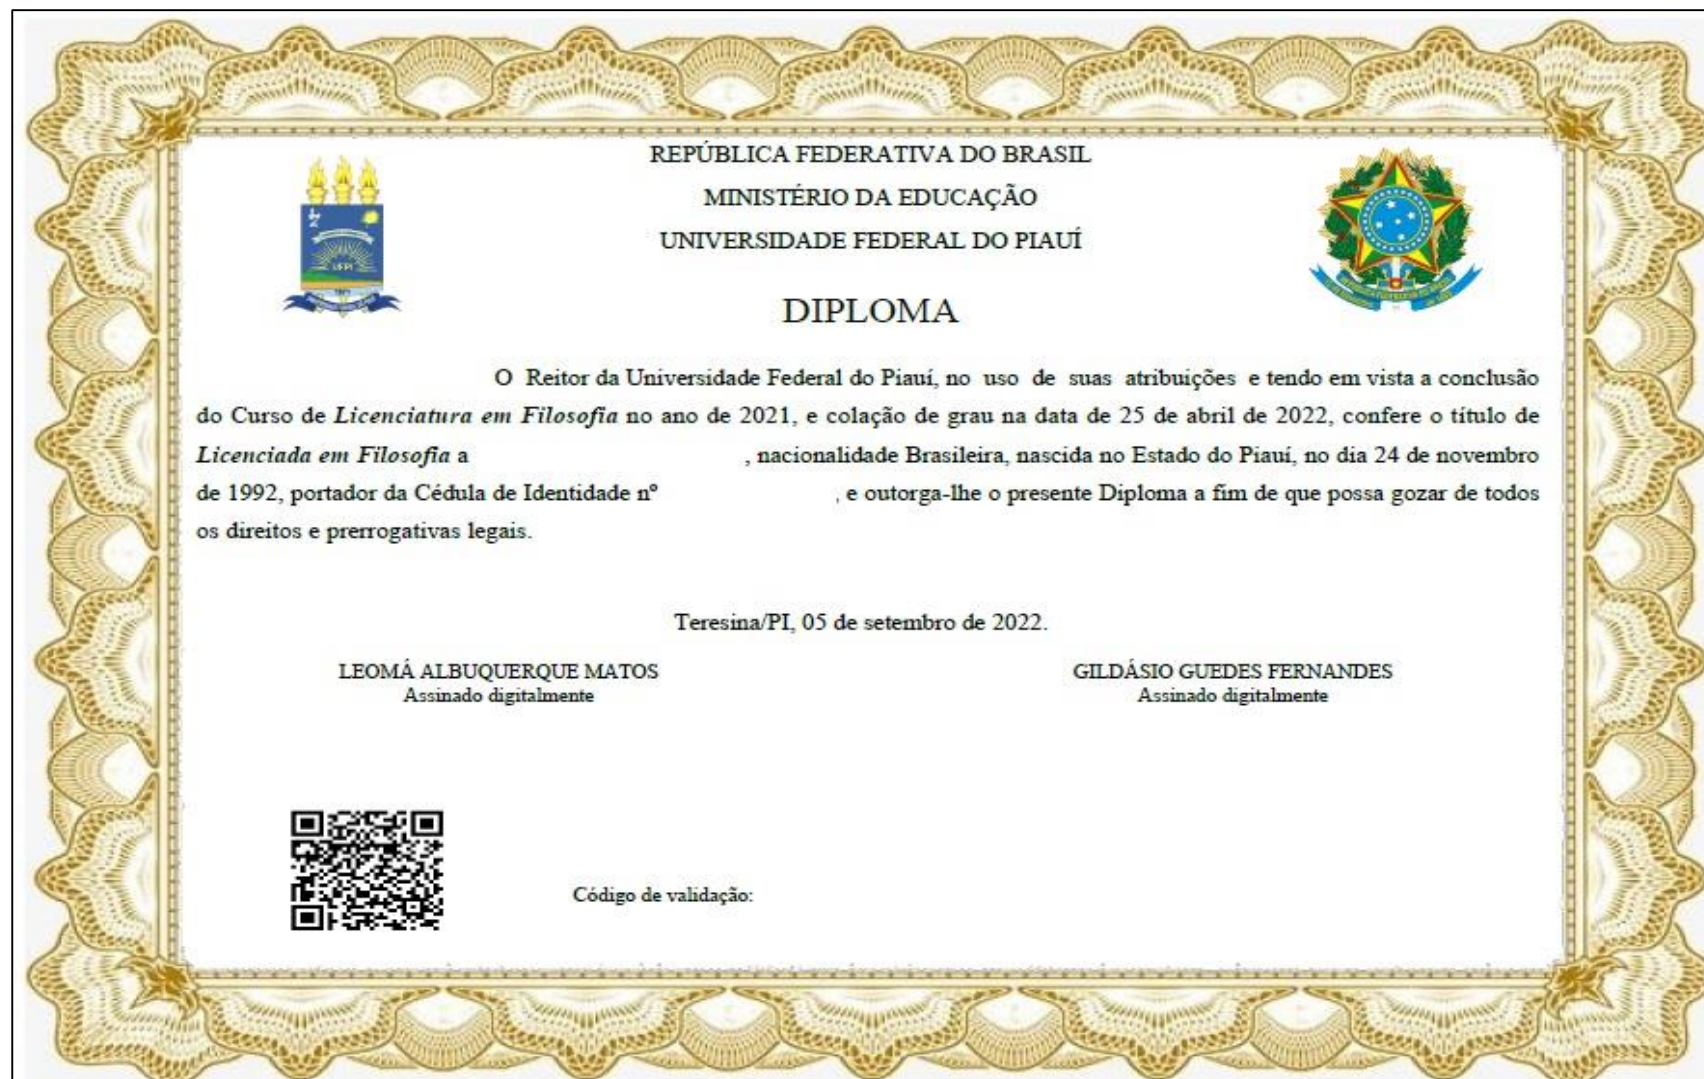 REPÚBLICA FEDERATIVA DO BRASIL
MINISTÉRIO DA EDUCAÇÃO
UNIVERSIDADE FEDERAL DO PIAUÍ
UFPI
DIPLOMA
O Reitor da Universidade Federal do Piauí, no uso de suas atribuições e tendo em vista a conclusão
do Curso de Licenciatura em Filosofia no ano de 2021, e colação de grau na data de 25 de abril de 2022, confere o título de
Licenciada em Filosofia a , nacionalidade Brasileira, nascida no Estado do Piauí, no dia 24 de novembro
de 1992, portador da Cédula de Identidade nº , e outorga-lhe o presente Diploma a fim de que possa gozar de todos
os direitos e prerrogativas legais.
Teresina/PI, 05 de setembro de 2022.
LEOMÁ ALBUQUERQUE MATOS
Assinado digitalmente
GILDÁSIO GUEDES FERNANDES
Assinado digitalmente
Código de validação: